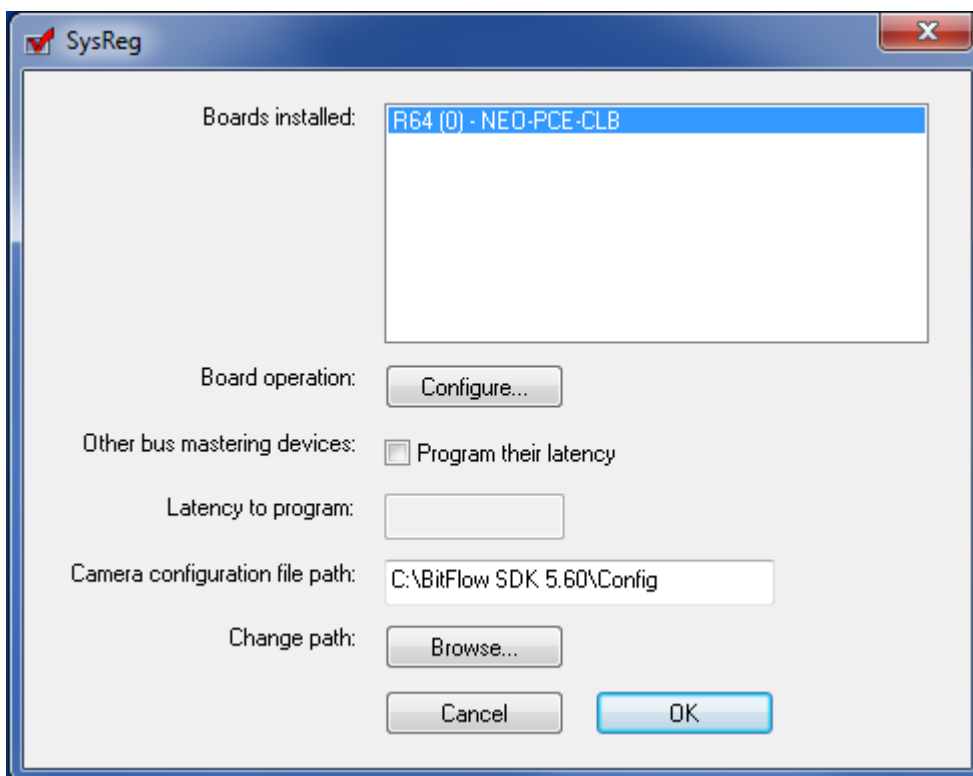 SysReg
Boards installed:
R64 (0) - NEO-PCE-CLB
Board operation:
Configure...
Other bus mastering devices:
Program their latency
Latency to program:
Camera configuration file path:
C:\BitFlow SDK 5.60\Config
Change path:
Browse...
Cancel
OK